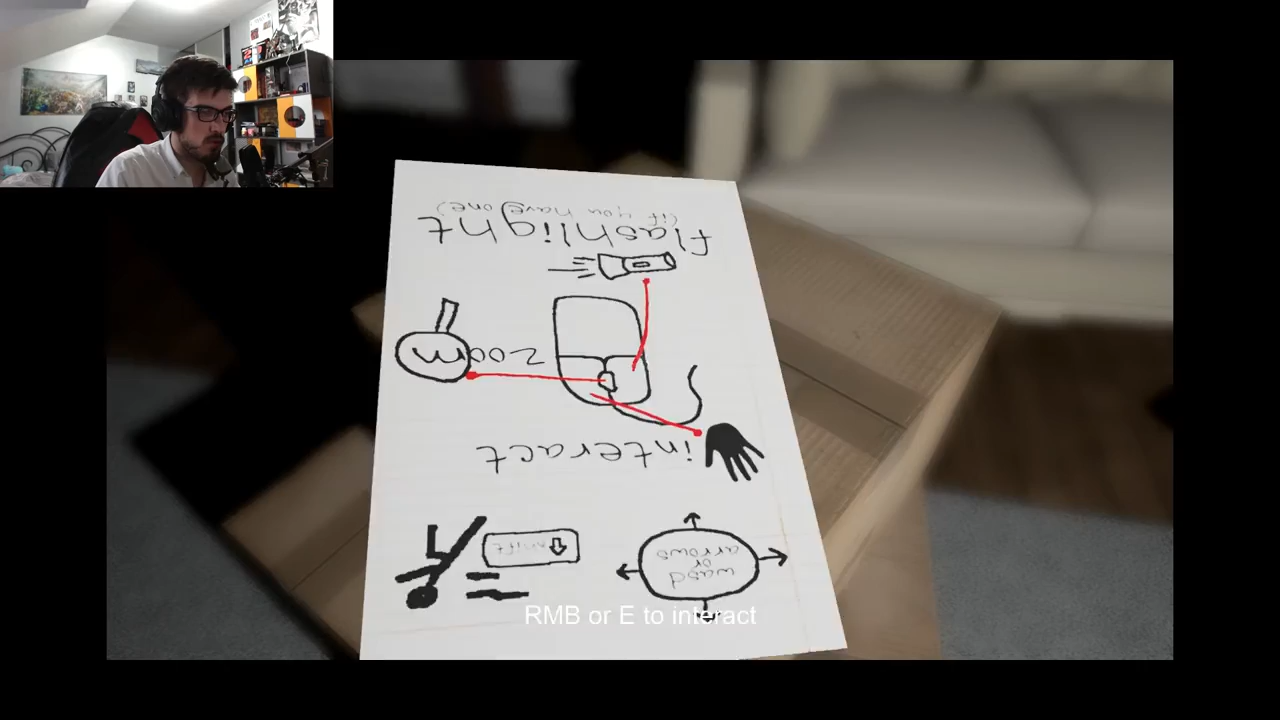 wasd
or
arrows
shift
interact
zoom
flashlight
(if you have one)
RMB or E to interact